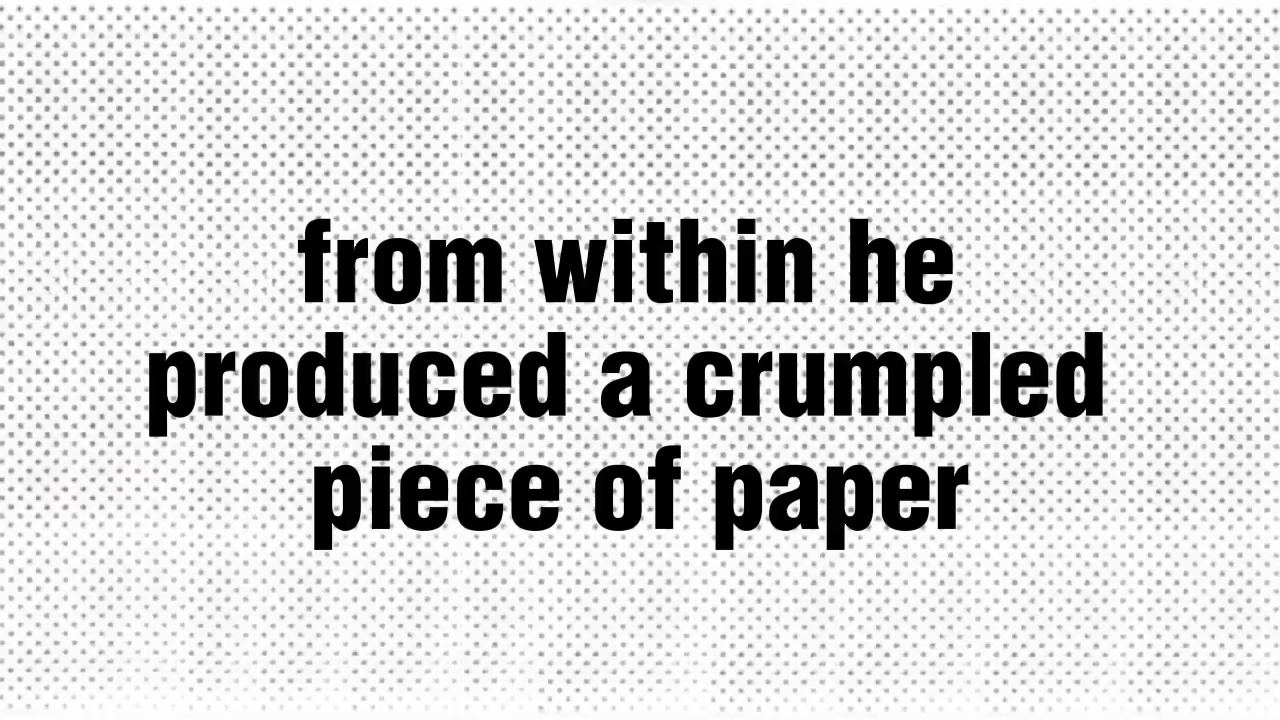 from within he
produced a crumpled
piece of paper